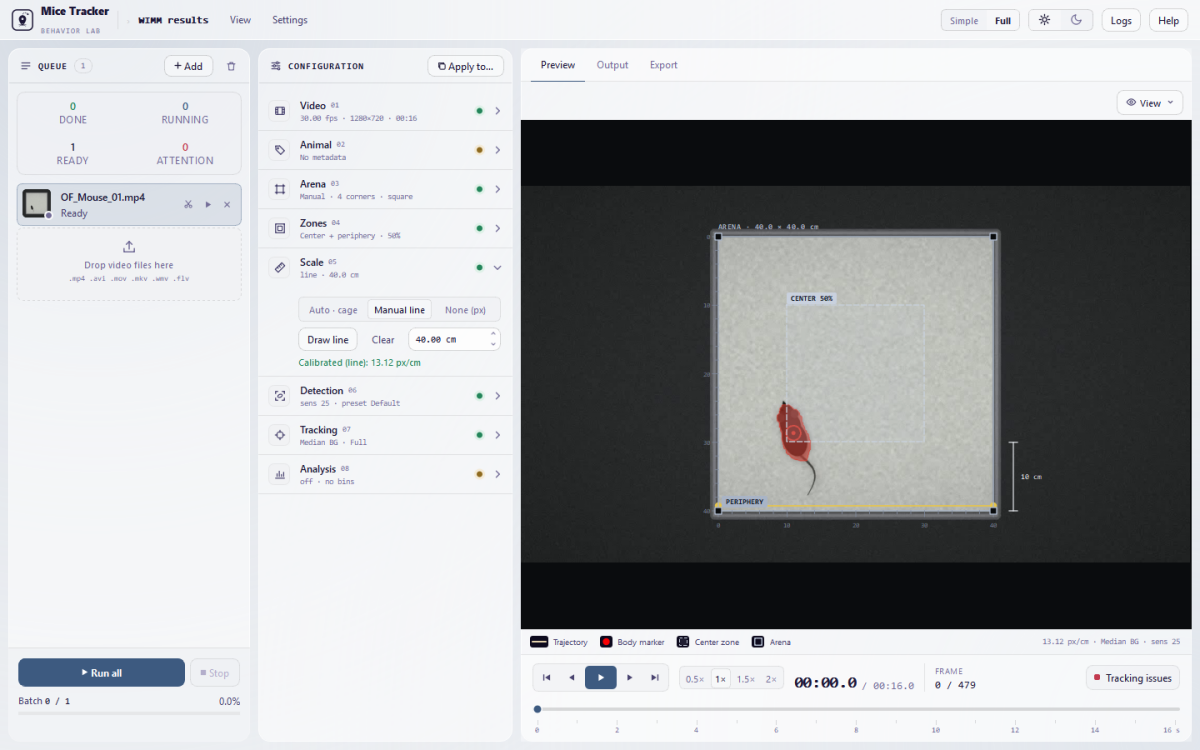 Mice Tracker
BEHAVIOR LAB
WIMM results
View
Settings
Simple
Full
Logs
Help
QUEUE 1
+ Add
0
DONE
0
RUNNING
1
READY
0
ATTENTION
OF_Mouse_01.mp4
Ready
Drop video files here
.mp4 .avi .mov .mkv .wmv .flv
Run all
Stop
Batch 0 / 1
0.0%
CONFIGURATION
Apply to...
Video 01
30.00 fps · 1280×720 · 00:16
Animal 02
No metadata
Arena 03
Manual · 4 corners · square
Zones 04
Center + periphery · 50%
Scale 05
line · 40.0 cm
Auto · cage
Manual line
None (px)
Draw line
Clear
40.00 cm
Calibrated (line): 13.12 px/cm
Detection 06
sens 25 · preset Default
Tracking 07
Median BG · Full
Analysis 08
off · no bins
Preview
Output
Export
View
ARENA · 40.0 × 40.0 cm
0
CENTER 50%
10
20
30
10 cm
PERIPHERY
40
0 10 20 30 40
Trajectory
Body marker
Center zone
Arena
13.12 px/cm · Median BG · sens 25
0.5× 1× 1.5× 2×
00:00.0 / 00:16.0
FRAME
0 / 479
Tracking issues
0 2 4 6 8 10 12 14 16 s